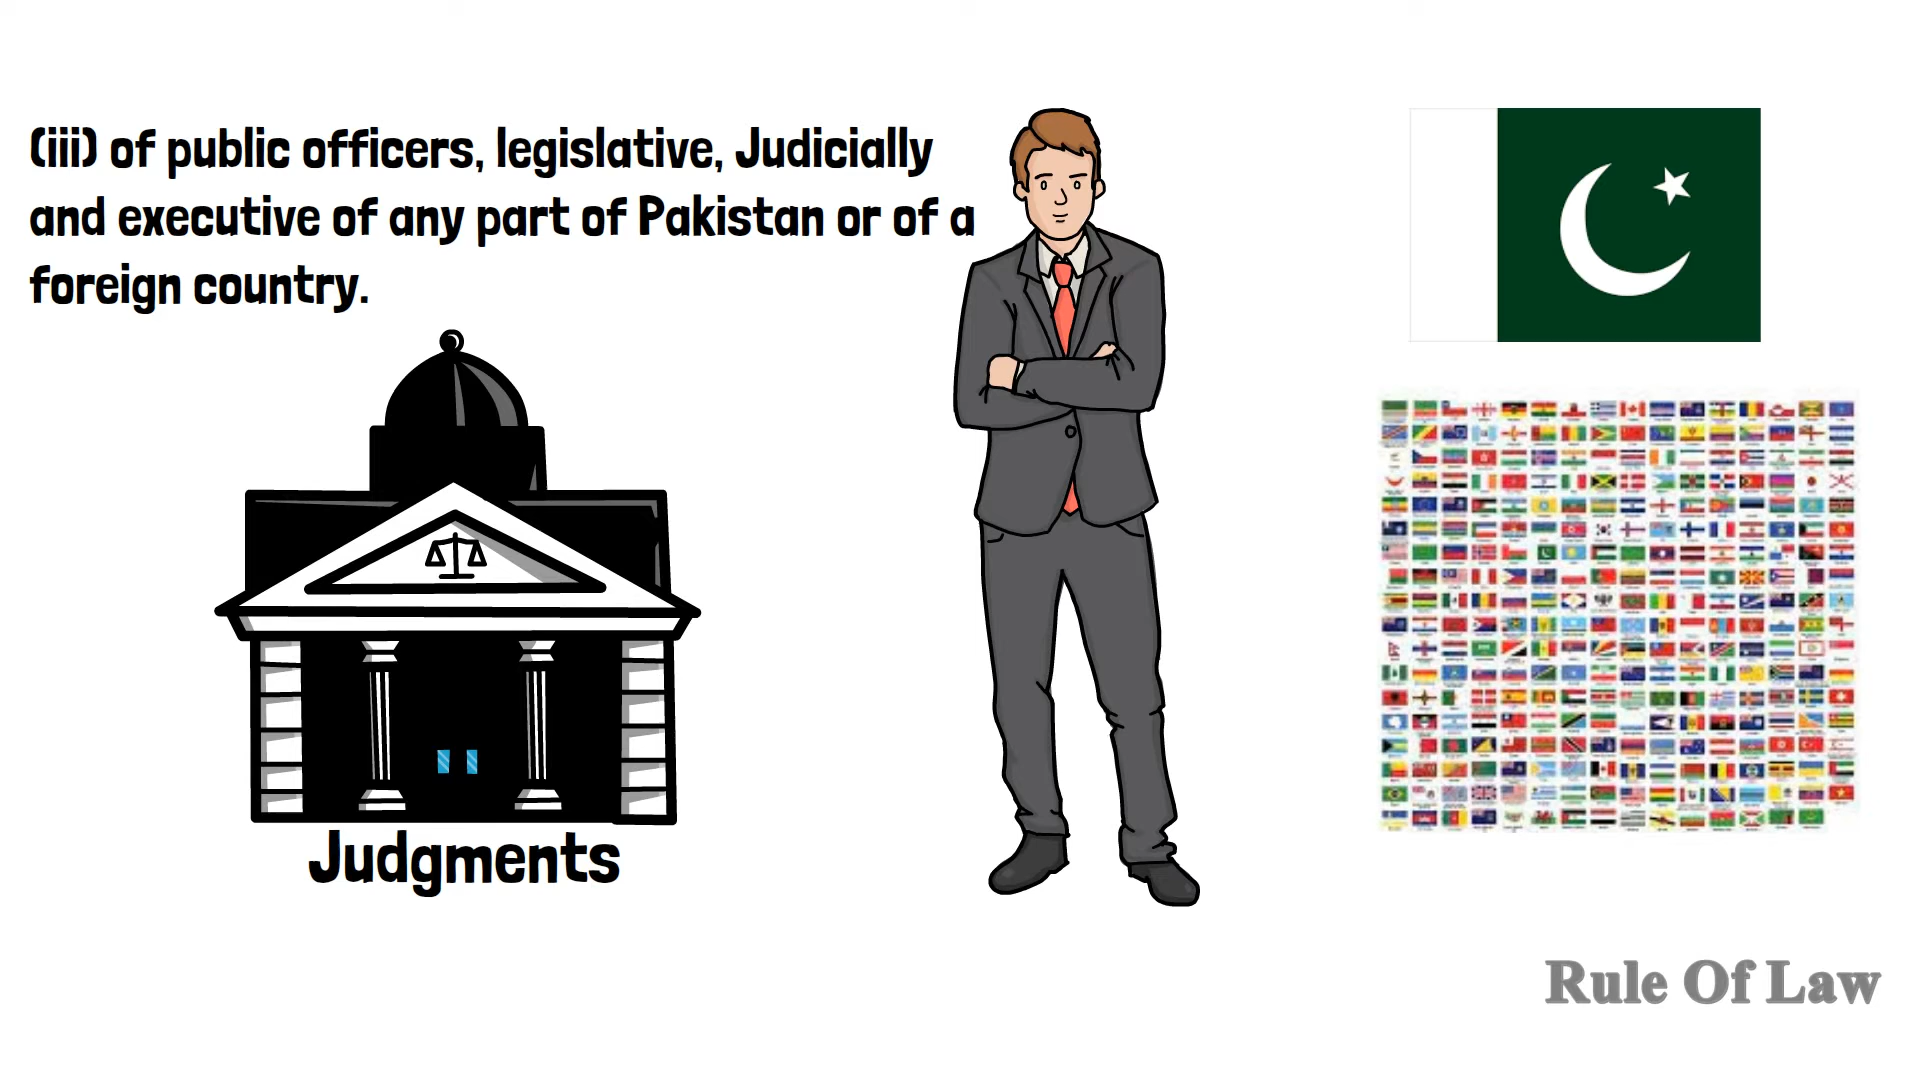 (iii) of public officers, legislative, Judicially
and executive of any part of Pakistan or of a
foreign country.
Judgments
Rule Of Law